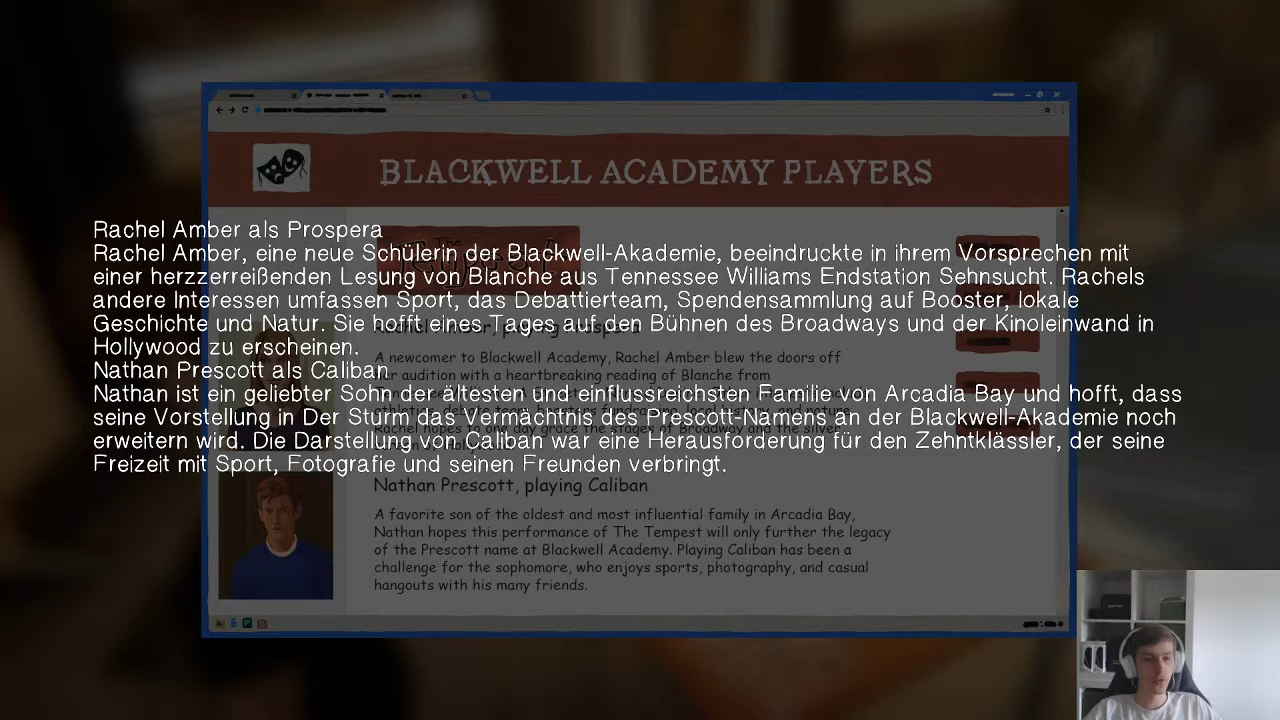 BLACKWELL ACADEMY PLAYERS
Rachel Amber als Prospera
Rachel Amber, eine neue Schülerin der Blackwell-Akademie, beeindruckte in ihrem Vorsprechen mit
einer herzzerreißenden Lesung von Blanche aus Tennessee Williams Endstation Sehnsucht. Rachels
andere Interessen umfassen Sport, das Debattierteam, Spendensammlung auf Booster, lokale
Geschichte und Natur. Sie hofft eines Tages auf den Bühnen des Broadways und der Kinoleinwand in
Hollywood zu erscheinen.
Nathan Prescott als Caliban
Nathan ist ein geliebter Sohn der ältesten und einflussreichsten Familie von Arcadia Bay und hofft, dass
seine Vorstellung in Der Sturm das Vermächtnis des Prescott-Namens an der Blackwell-Akademie noch
erweitern wird. Die Darstellung von Caliban war eine Herausforderung für den Zehntklässler, der seine
Freizeit mit Sport, Fotografie und seinen Freunden verbringt.
A newcomer to Blackwell Academy, Rachel Amber blew the doors off
her audition with a heartbreaking reading of Blanche from
Rachel hopes to one day grace the stages of Broadway and the silver
Nathan Prescott, playing Caliban
A favorite son of the oldest and most influential family in Arcadia Bay,
Nathan hopes this performance of The Tempest will only further the legacy
of the Prescott name at Blackwell Academy. Playing Caliban has been a
challenge for the sophomore, who enjoys sports, photography, and casual
hangouts with his many friends.